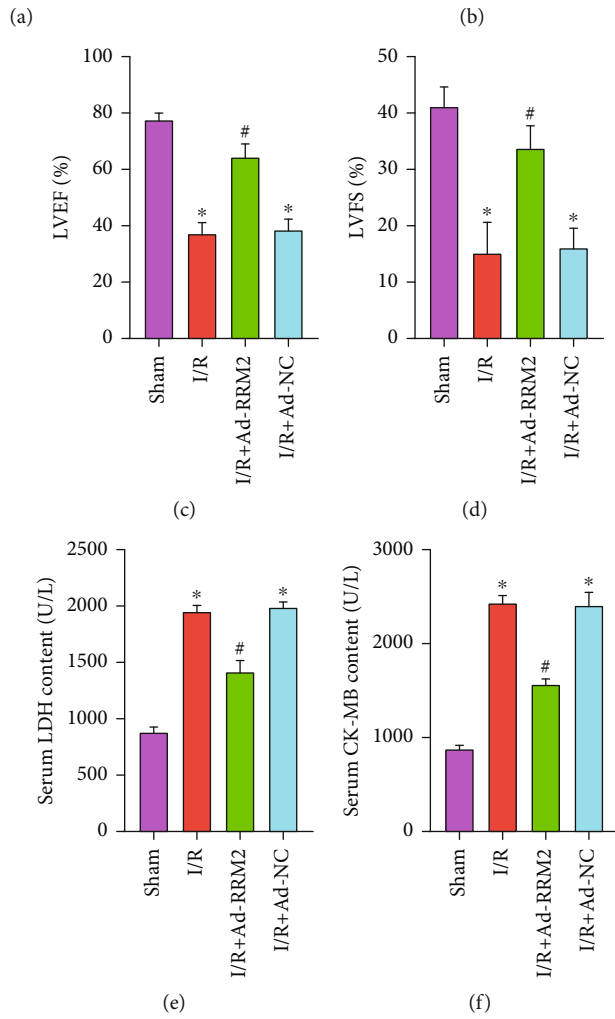 (a)
(b)
100
80
60
40
20
0
LVEF (%)
*
#
*
Sham
I/R
I/R+Ad-RRM2
I/R+Ad-NC
(c)
50
40
30
20
10
0
LVFS (%)
*
#
*
Sham
I/R
I/R+Ad-RRM2
I/R+Ad-NC
(d)
2500
2000
1500
1000
500
0
Serum LDH content (U/L)
*
#
*
Sham
I/R
I/R+Ad-RRM2
I/R+Ad-NC
(e)
3000
2000
1000
0
Serum CK-MB content (U/L)
*
#
*
Sham
I/R
I/R+Ad-RRM2
I/R+Ad-NC
(f)